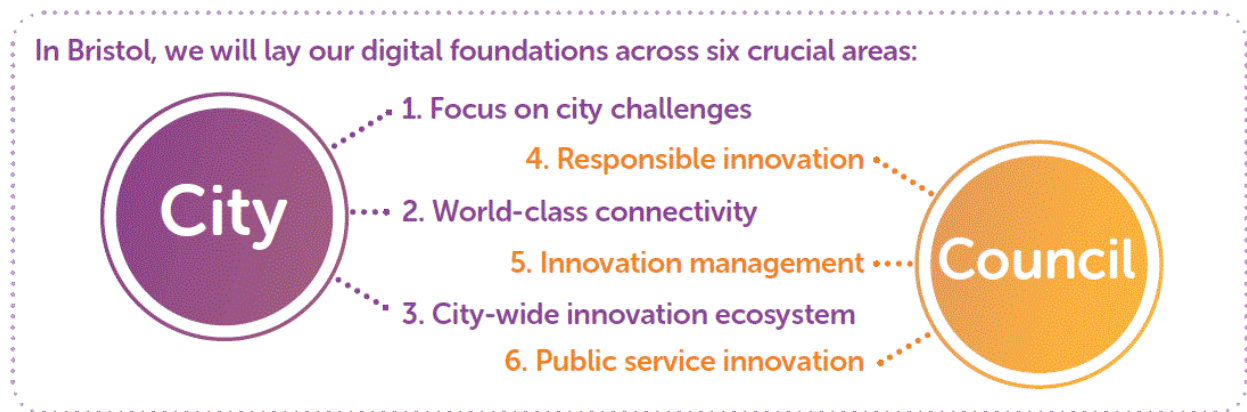 In Bristol, we will lay our digital foundations across six crucial areas:
City
1. Focus on city challenges
2. World-class connectivity
3. City-wide innovation ecosystem
4. Responsible innovation
5. Innovation management
6. Public service innovation
Council